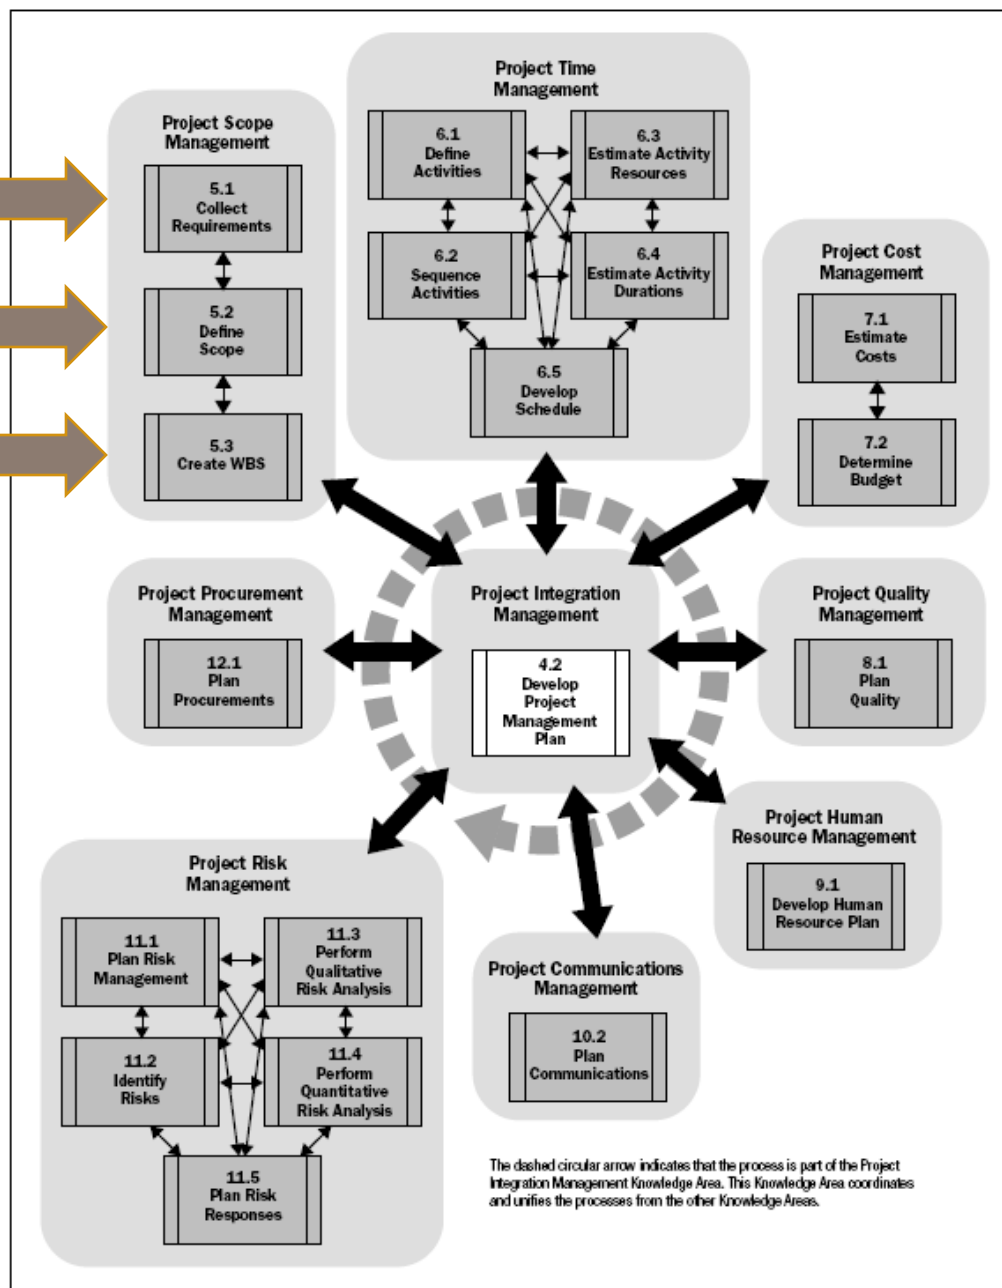 Project Time
Management
6.1
Define
Activities
6.3
Estimate Activity
Resources
6.2
Sequence
Activities
6.4
Estimate Activity
Durations
6.5
Develop
Schedule
Project Scope
Management
5.1
Collect
Requirements
5.2
Define
Scope
5.3
Create WBS
Project Cost
Management
7.1
Estimate
Costs
7.2
Determine
Budget
Project Procurement
Management
12.1
Plan
Procurements
Project Integration
Management
4.2
Develop
Project
Management
Plan
Project Quality
Management
8.1
Plan
Quality
Project Human
Resource Management
9.1
Develop Human
Resource Plan
Project Risk
Management
11.1
Plan Risk
Management
11.3
Perform
Qualitative
Risk Analysis
11.2
Identify
Risks
11.4
Perform
Quantitative
Risk Analysis
11.5
Plan Risk
Responses
Project Communications
Management
10.2
Plan
Communications
The dashed circular arrow indicates that the process is part of the Project
Integration Management Knowledge Area. This Knowledge Area coordinates
and unifies the processes from the other Knowledge Areas.